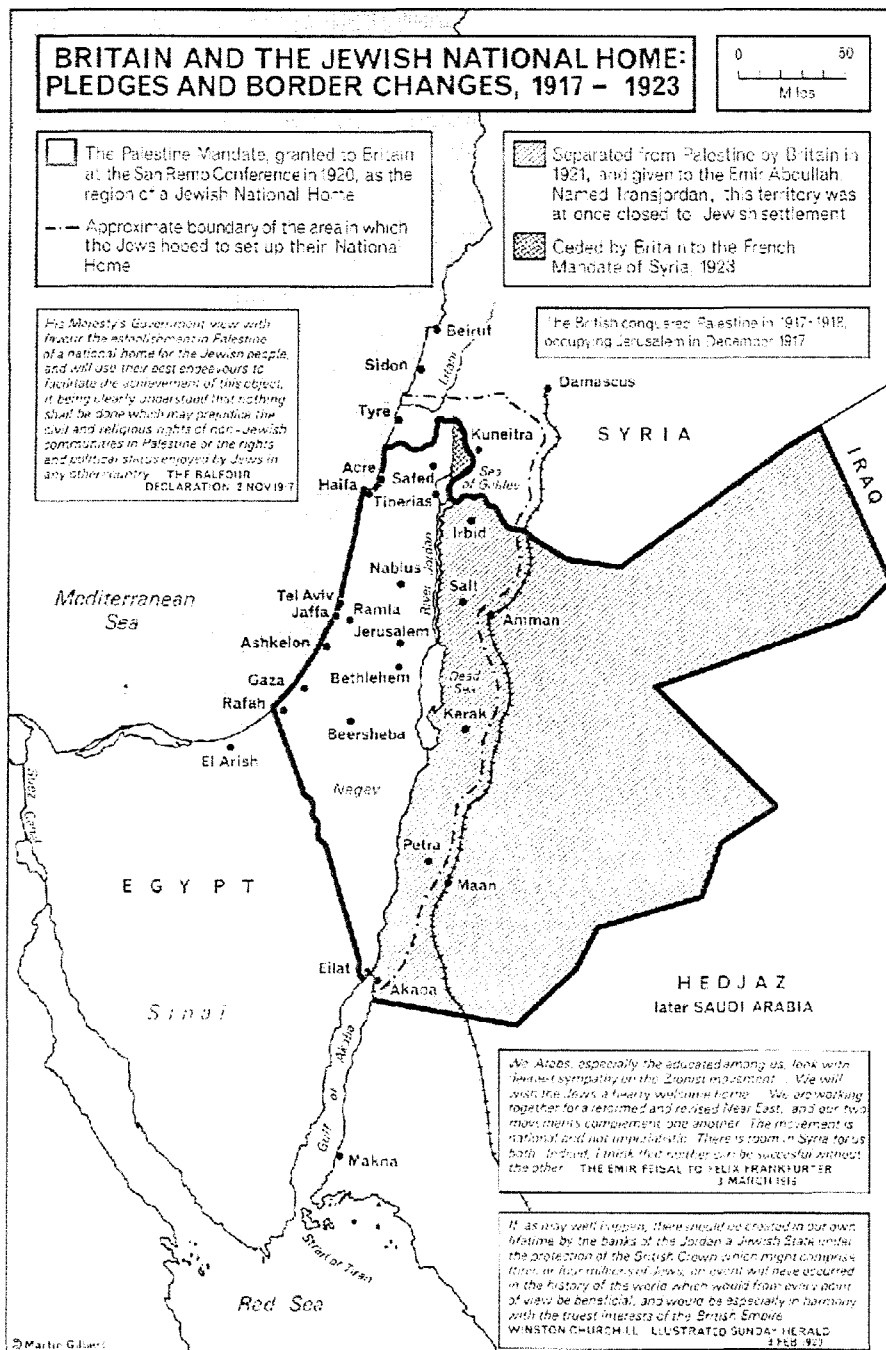 BRITAIN AND THE JEWISH NATIONAL HOME:
PLEDGES AND BORDER CHANGES, 1917 – 1923
0 50
Miles
The Palestine Mandate, granted to Britain
at the San Remo Conference in 1920, as the
region of a Jewish National Home
Approximate boundary of the area in which
the Jews hoped to set up their National
Home
Separated from Palestine by Britain in
1921, and given to the Emir Abdullah.
Named Transjordan, this territory was
at once closed to Jewish settlement
Ceded by Britain to the French
Mandate of Syria, 1923
His Majesty's Government view with
favour the establishment in Palestine
of a national home for the Jewish people,
and will use their best endeavours to
facilitate the achievement of this object,
it being clearly understood that nothing
shall be done which may prejudice the
civil and religious rights of non-Jewish
communities in Palestine or the rights
and political status enjoyed by Jews in
any other country THE BALFOUR
DECLARATION 2 NOV 1917
The British conquered Palestine in 1917-1918,
occupying Jerusalem in December 1917
Beirut
Litani
Sidon
Damascus
Tyre
Kuneitra
SYRIA
IRAQ
Acre
Safed
Sea
of Galilee
Haifa
Tiberias
Irbid
River Jordan
Nablus
Mediterranean
Sea
Tel Aviv
Jaffa
Ramla
Salt
Amman
Jerusalem
Ashkelon
Gaza
Bethlehem
Dead
Sea
Rafah
Kerak
Beersheba
El Arish
Suez Canal
Negev
Petra
EGYPT
Maan
Eilat
Akaba
Sinai
HEDJAZ
later SAUDI ARABIA
Gulf of Akaba
Makna
Strait of Tiran
Red Sea
We Arabs, especially the educated among us, look with
deepest sympathy on the Zionist movement ... We will
wish the Jews a hearty welcome home ... We are working
together for a reformed and revised Near East, and our two
movements complement one another. The movement is
national and not imperialistic. There is room in Syria for us
both. Indeed, I think that neither can be succesful without
the other THE EMIR FEISAL TO FELIX FRANKFURTER
3 MARCH 1919
If, as may well happen, there should be created in our own
lifetime by the banks of the Jordan a Jewish State under
the protection of the British Crown which might comprise
three or four millions of Jews, an event will have occurred
in the history of the world which would from every point
of view be beneficial, and would be especially in harmony
with the truest interests of the British Empire
WINSTON CHURCHILL ILLUSTRATED SUNDAY HERALD
© Martin Gilbert